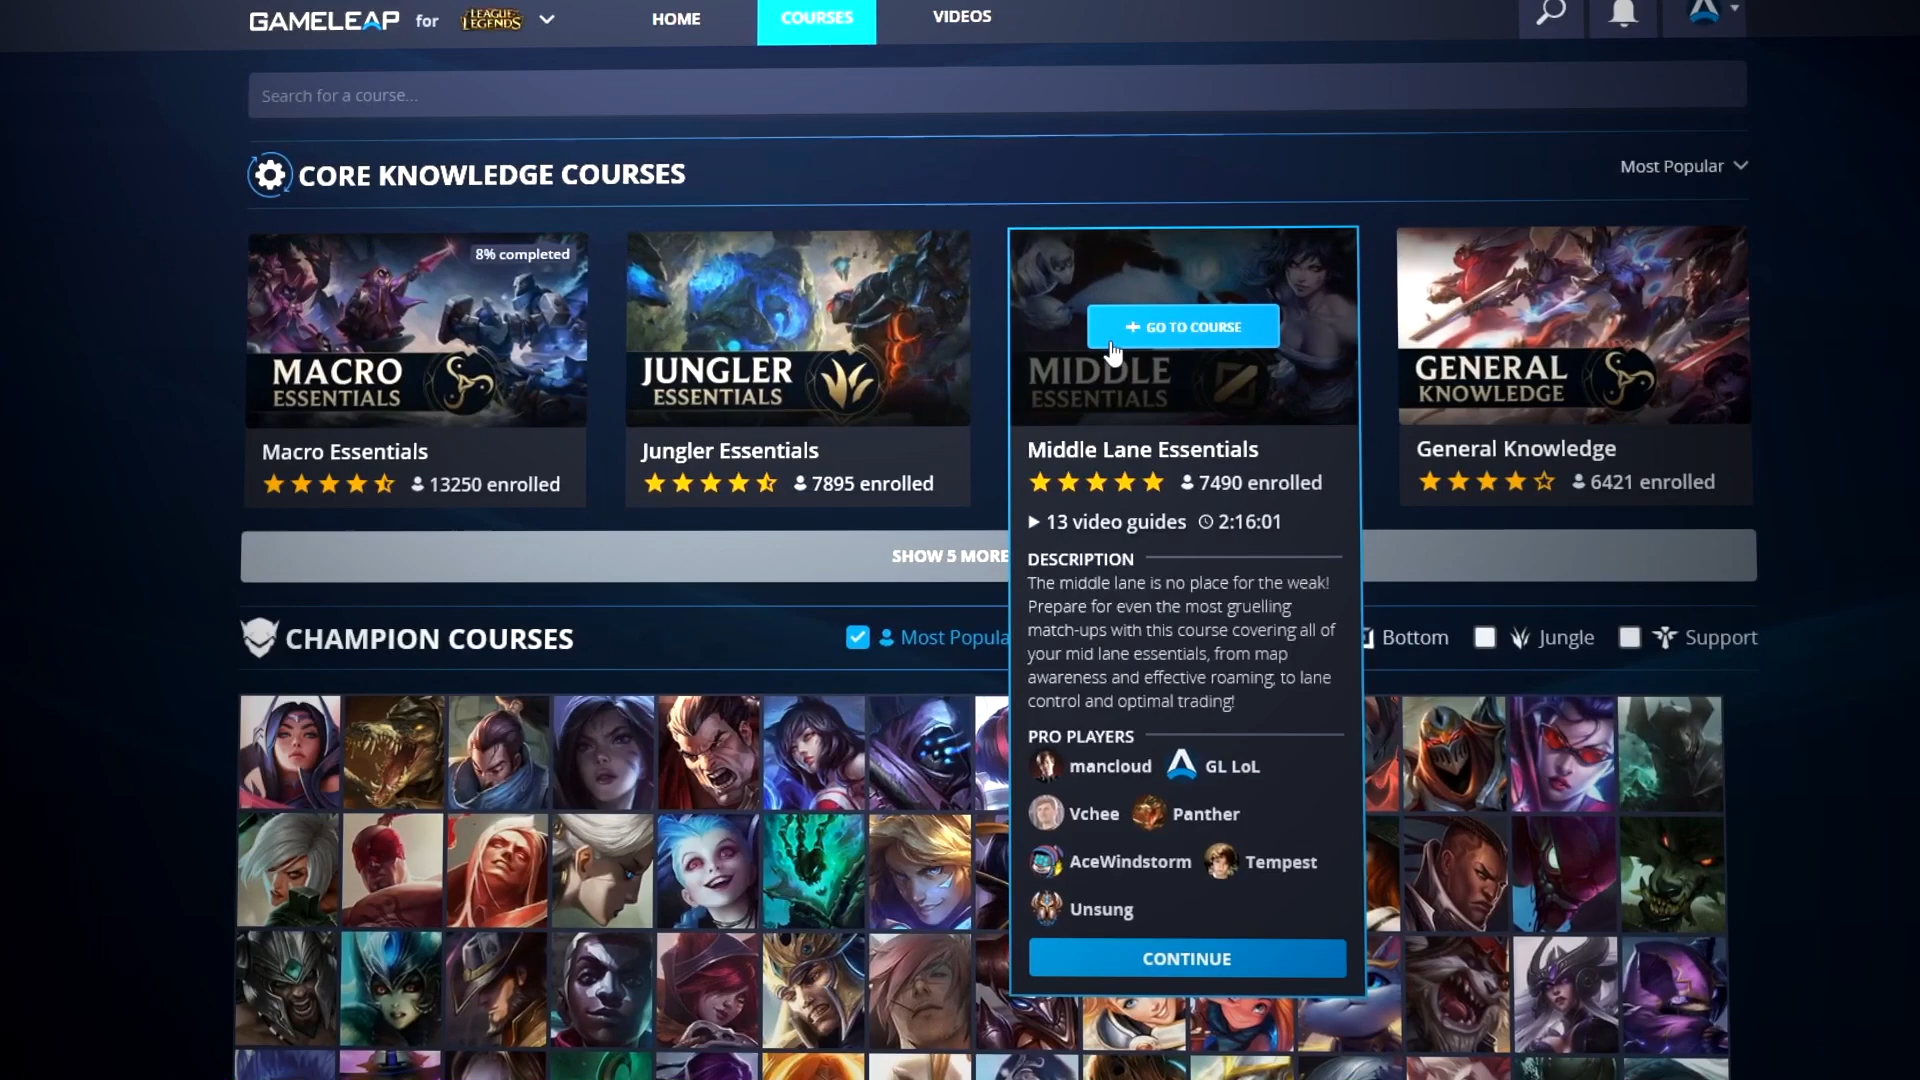 GAMELEAP for LEAGUE OF LEGENDS HOME COURSES VIDEOS
Search for a course...
CORE KNOWLEDGE COURSES
Most Popular
8% completed
MACRO ESSENTIALS
Macro Essentials
13250 enrolled
JUNGLER ESSENTIALS
Jungler Essentials
7895 enrolled
+ GO TO COURSE
MIDDLE ESSENTIALS
Middle Lane Essentials
7490 enrolled
13 video guides 2:16:01
DESCRIPTION
The middle lane is no place for the weak!
Prepare for even the most gruelling
match-ups with this course covering all of
your mid lane essentials, from map
awareness and effective roaming, to lane
control and optimal trading!
PRO PLAYERS
mancloud GL LoL
Vchee Panther
AceWindstorm Tempest
Unsung
CONTINUE
GENERAL KNOWLEDGE
General Knowledge
6421 enrolled
SHOW 5 MORE
CHAMPION COURSES
Most Popula
Bottom Jungle Support